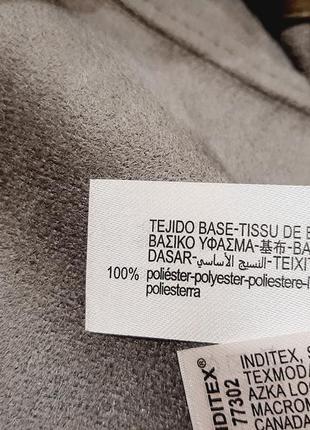 TEJIDO BASE-TISSU DE
ΒΑΣΙΚΟ ΥΦΑΣΜΑ-基布-BA
DASAR-النسيج الأساسي-TEIXIT
100% poliéster-polyester-poliestere-
poliesterra
INDITEX®
77302
INDITEX, S
TEXMODA
AZKA LO
MACROM
CANADA